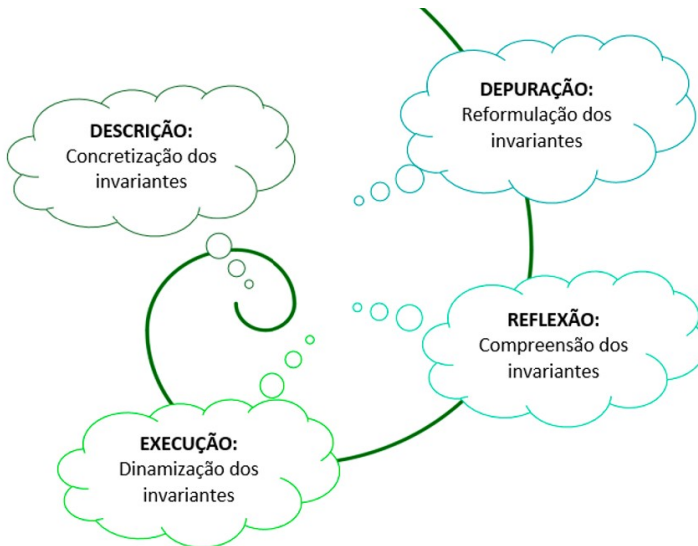 DEPURAÇÃO:
Reformulação dos
invariantes
DESCRIÇÃO:
Concretização dos
invariantes
REFLEXÃO:
Compreensão dos
invariantes
EXECUÇÃO:
Dinamização dos
invariantes